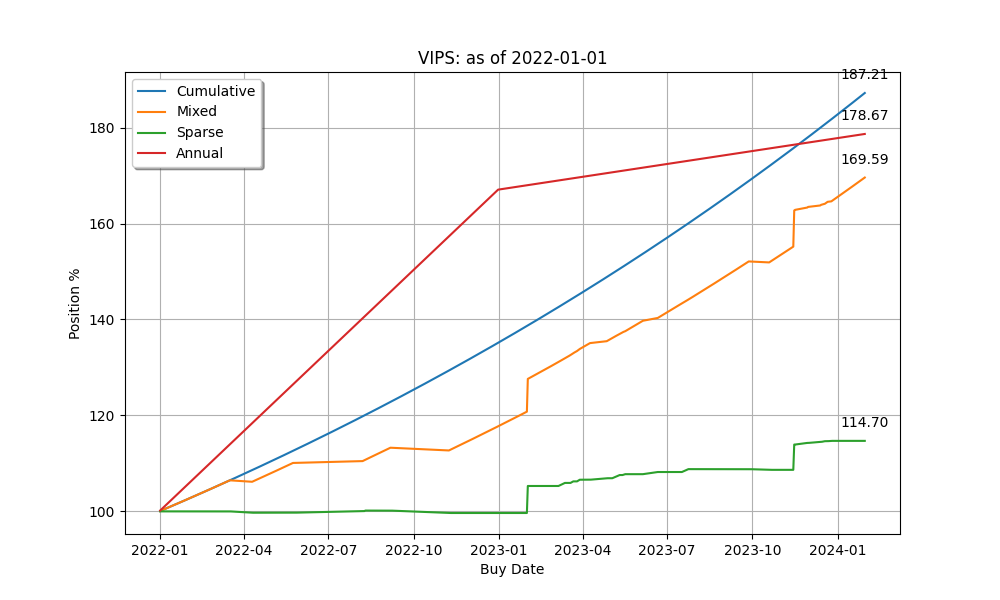 VIPS: as of 2022-01-01
187.21
178.67
169.59
114.70
Cumulative
Mixed
Sparse
Annual
Position %
180
160
140
120
100
2022-01 2022-04 2022-07 2022-10 2023-01 2023-04 2023-07 2023-10 2024-01
Buy Date